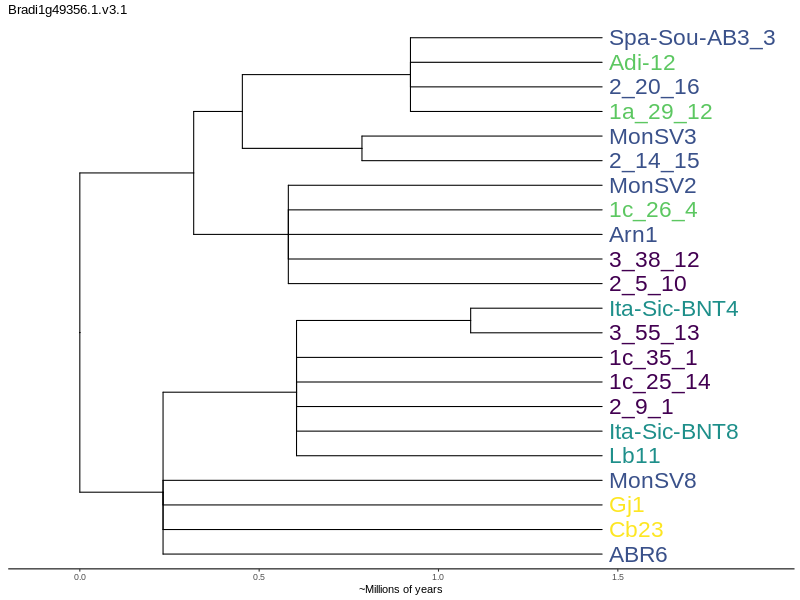 Bradi1g49356.1.v3.1
Spa-Sou-AB3_3
Adi-12
2_20_16
1a_29_12
MonSV3
2_14_15
MonSV2
1c_26_4
Arn1
3_38_12
2_5_10
Ita-Sic-BNT4
3_55_13
1c_35_1
1c_25_14
2_9_1
Ita-Sic-BNT8
Lb11
MonSV8
Gj1
Cb23
ABR6
0.0 0.5 1.0 1.5
~Millions of years